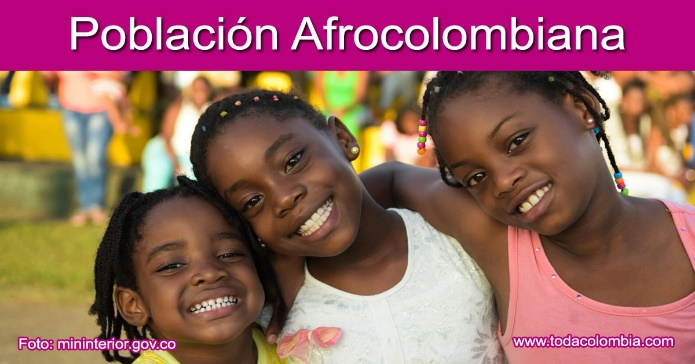 Población Afrocolombiana
Foto: mininterior.gov.co
www.todacolombia.com